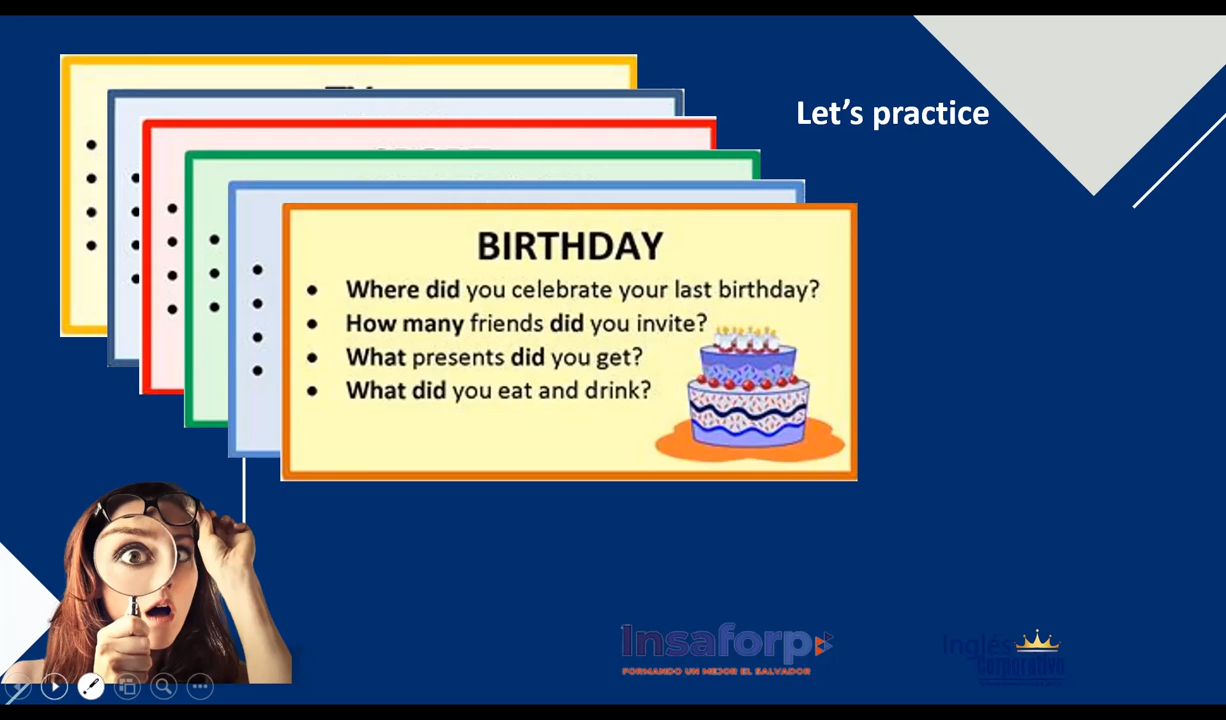 Let’s practice
BIRTHDAY
• Where did you celebrate your last birthday?
• How many friends did you invite?
• What presents did you get?
• What did you eat and drink?
Insaforp
FORMANDO UN MEJOR EL SALVADOR
Inglés
Corporativo